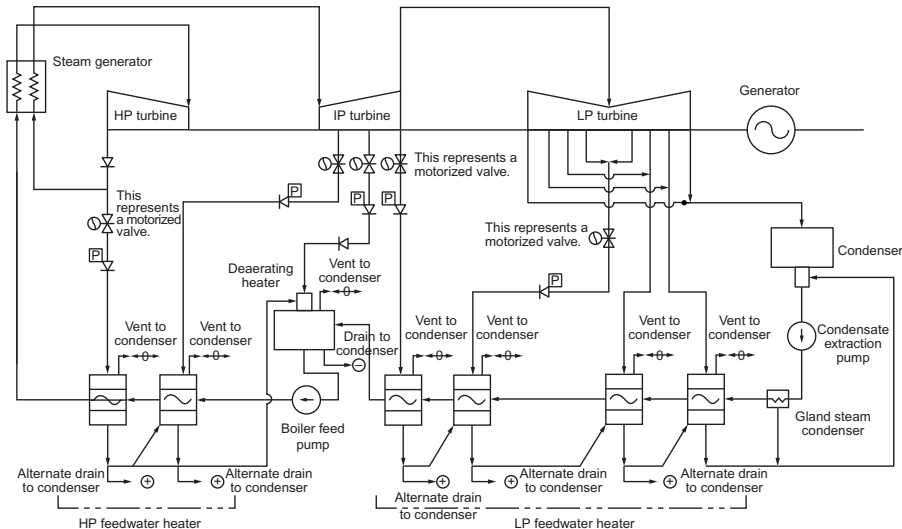 Steam generator
Generator
HP turbine
IP turbine
LP turbine
This represents a
motorized valve.
This
represents
a motorized
valve.
P
P
P
P
This represents a
motorized valve.
P
Condenser
Deaerating
heater
Vent to
condenser
Vent to
condenser
Vent to
condenser
Drain to
condenser
Vent to
condenser
Vent to
condenser
Vent to
condenser
Vent to
condenser
Condensate
extraction
pump
Boiler feed
pump
Gland steam
condenser
Alternate drain
to condenser
Alternate drain
to condenser
Alternate drain
to condenser
Alternate drain
to condenser
Alternate drain
to condenser
HP feedwater heater
LP feedwater heater